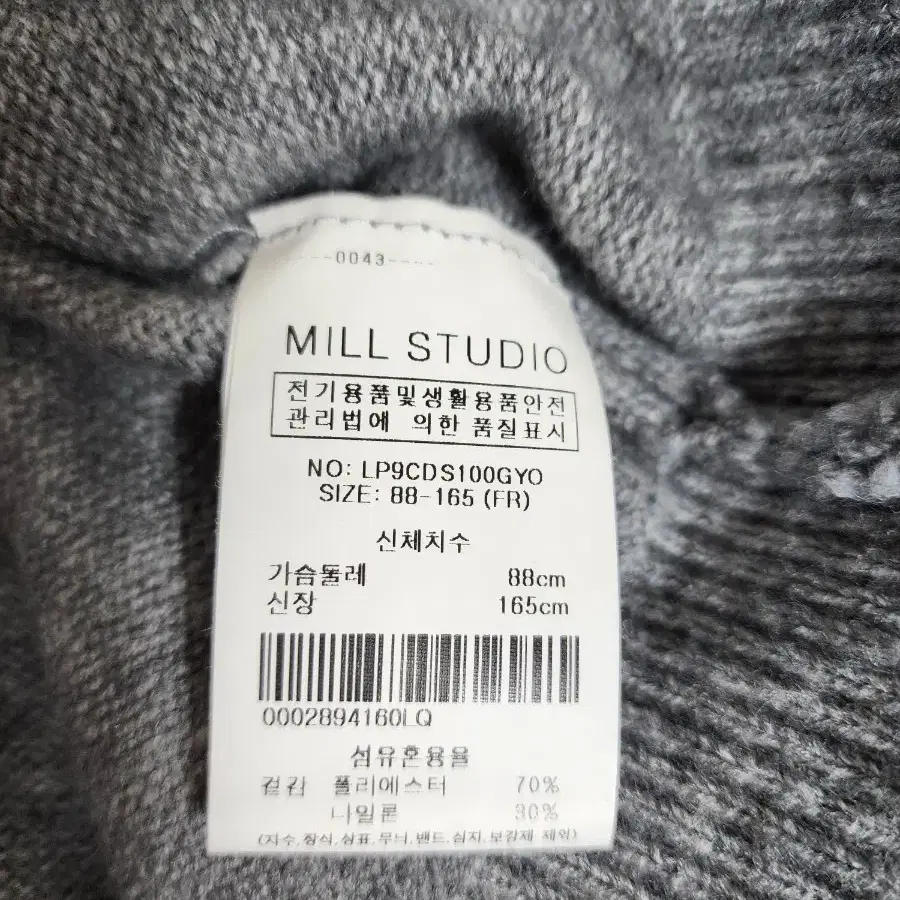 ----0043----
MILL STUDIO
전기용품및생활용품안전
관리법에 의한 품질표시
NO: LP9CDS100GYO
SIZE: 88-165 (FR)
신체치수
가슴둘레 88cm
신장 165cm
0002894160LQ
섬유혼용율
겉감 폴리에스터 70%
나일론 30%
(자수,장식,상표,무늬,밴드,심지,보강제 제외)